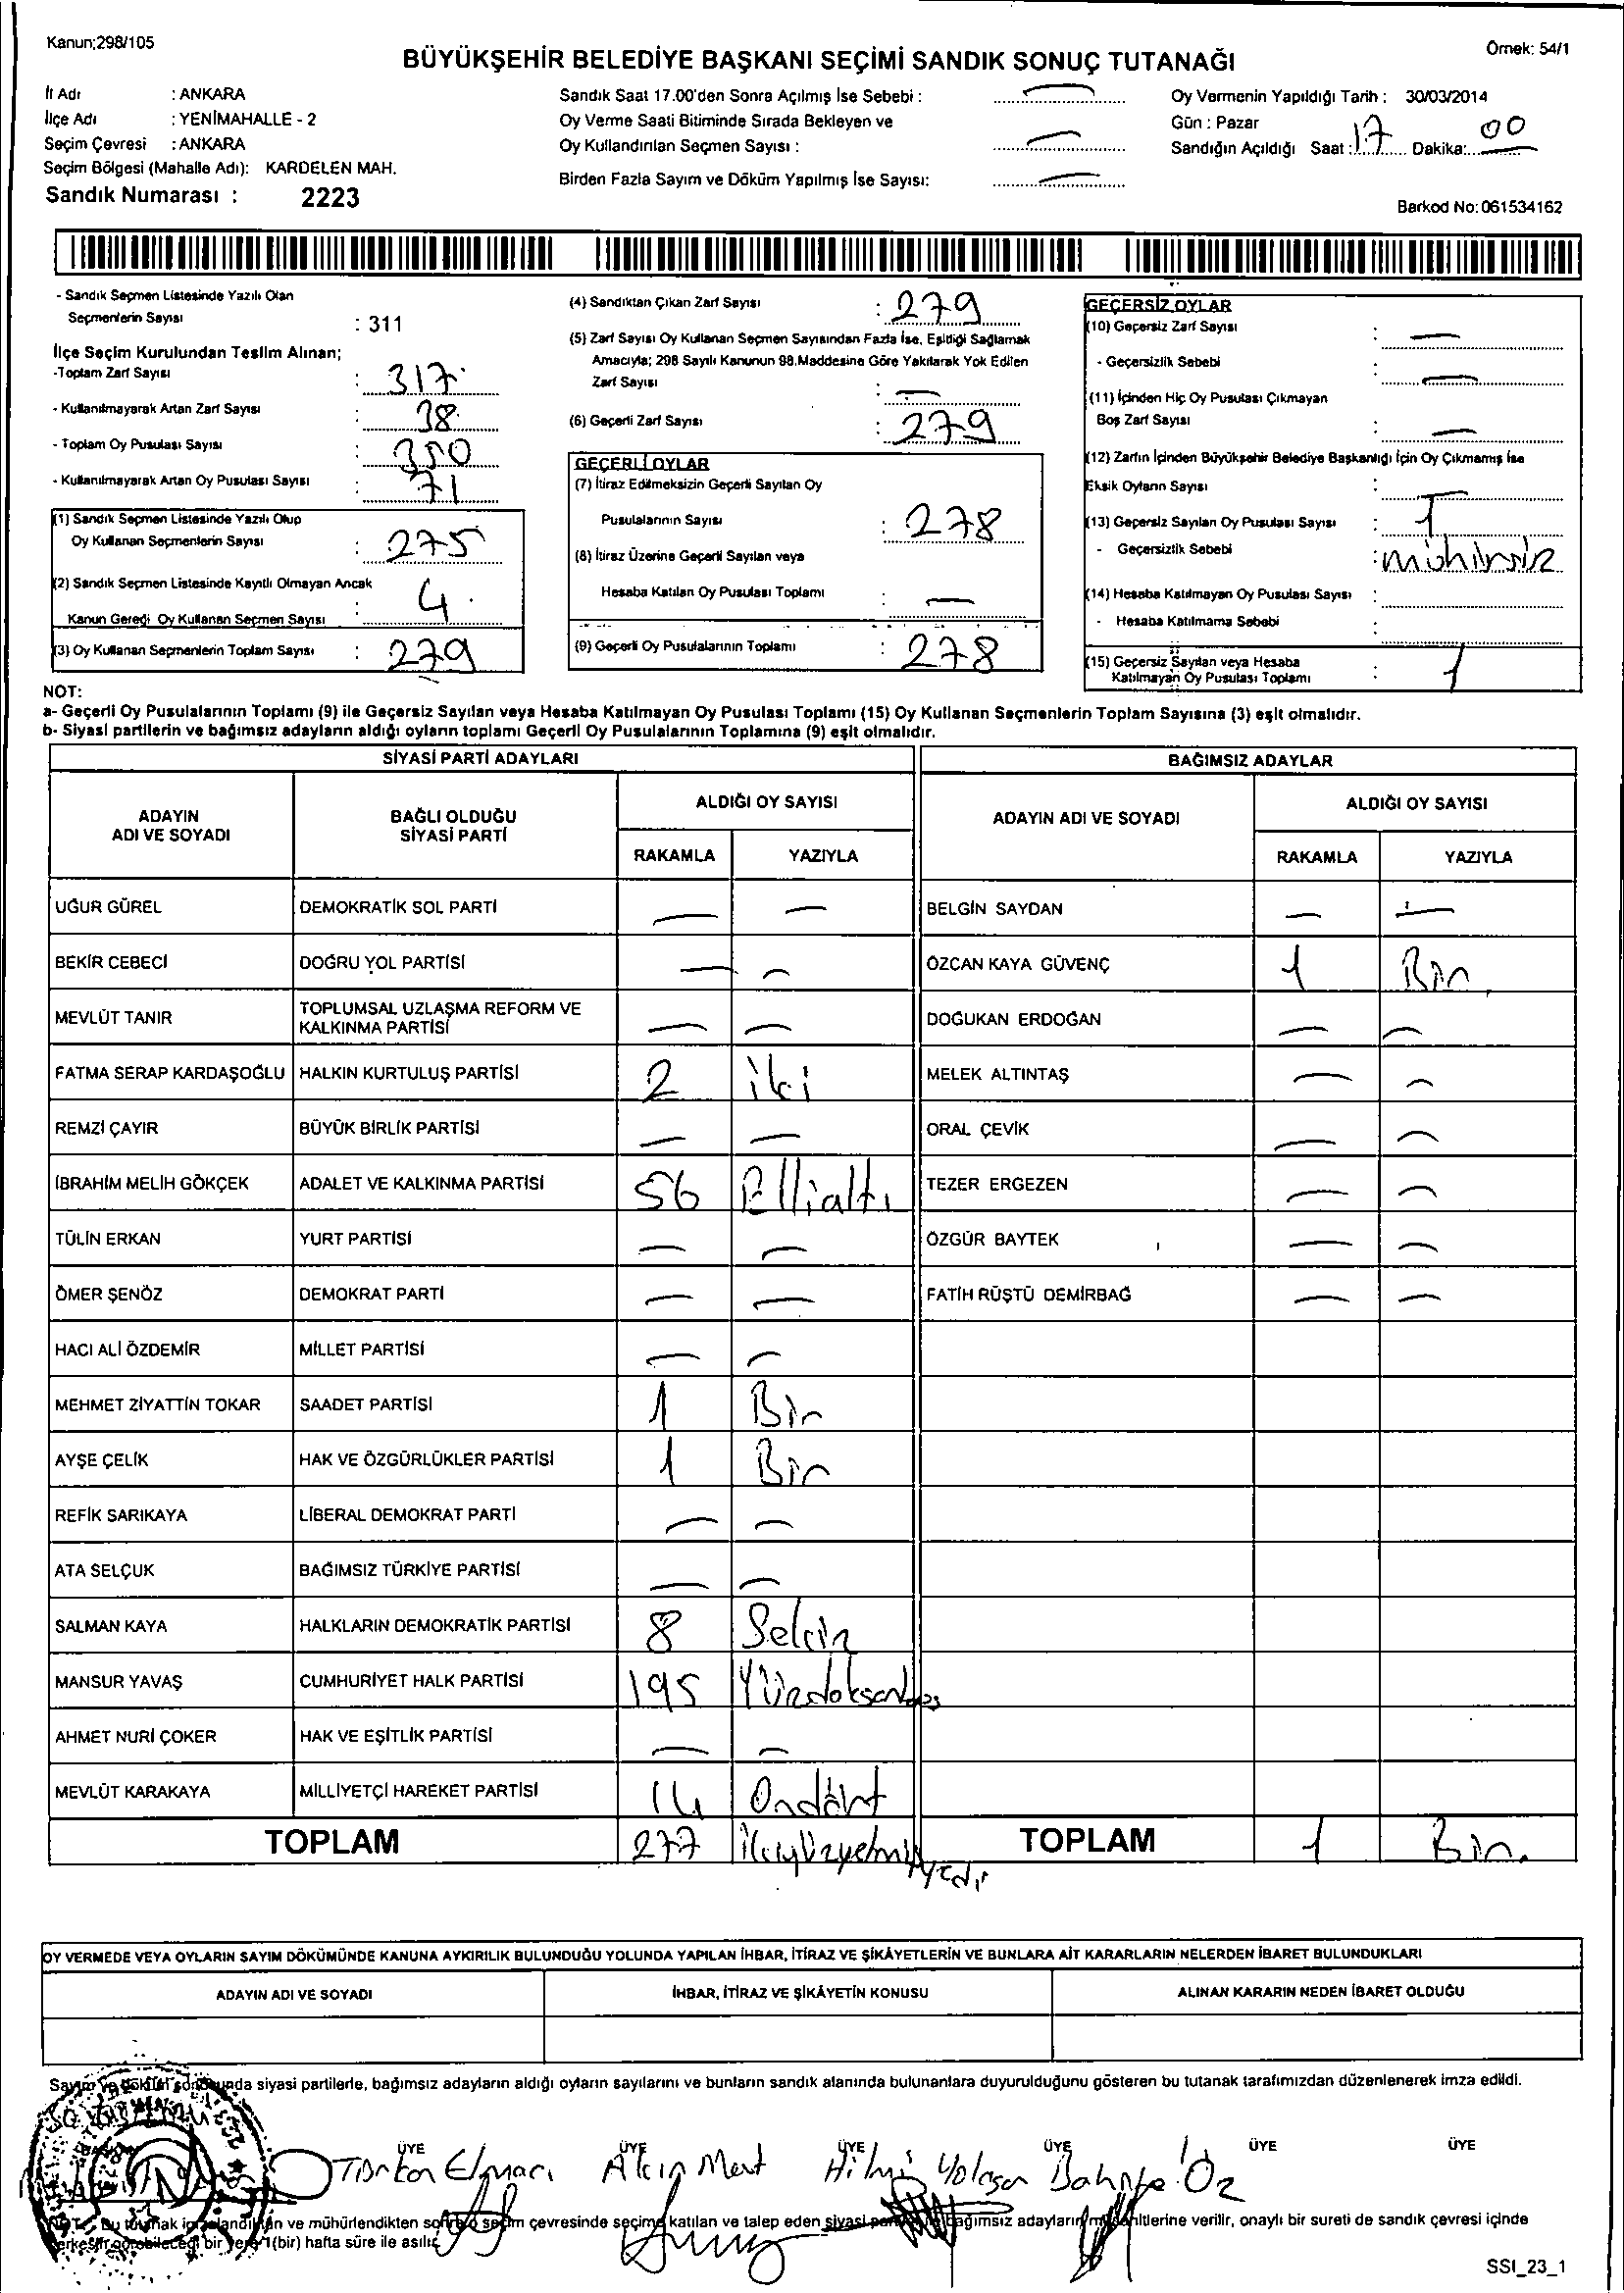 Kanun;298/105
Örnek: 54/1
BÜYÜKŞEHİR BELEDİYE BAŞKANI SEÇİMİ SANDIK SONUÇ TUTANAĞI
İl Adı : ANKARA
İlçe Adı : YENİMAHALLE - 2
Seçim Çevresi : ANKARA
Seçim Bölgesi (Mahalle Adı): KARDELEN MAH.
Sandık Numarası : 2223
Sandık Saat 17.00'den Sonra Açılmış İse Sebebi : —
Oy Verme Saati Bitiminde Sırada Bekleyen ve
Oy Kullandırılan Seçmen Sayısı : —
Birden Fazla Sayım ve Döküm Yapılmış İse Sayısı: —
Oy Vermenin Yapıldığı Tarih : 30/03/2014
Gün : Pazar
Sandığın Açıldığı Saat : 17 Dakika: 00
Barkod No: 061534162
- Sandık Seçmen Listesinde Yazılı Olan
Seçmenlerin Sayısı : 311
İlçe Seçim Kurulundan Teslim Alınan;
-Toplam Zarf Sayısı : 317
- Kullanılmayarak Artan Zarf Sayısı : 38
- Toplam Oy Pusulası Sayısı : 350
- Kullanılmayarak Artan Oy Pusulası Sayısı : 71
(1) Sandık Seçmen Listesinde Yazılı Olup
Oy Kullanan Seçmenlerin Sayısı : 275
(2) Sandık Seçmen Listesinde Kayıtlı Olmayan Ancak
Kanun Gereği Oy Kullanan Seçmen Sayısı : 4
(3) Oy Kullanan Seçmenlerin Toplam Sayısı : 279
(4) Sandıktan Çıkan Zarf Sayısı : 279
(5) Zarf Sayısı Oy Kullanan Seçmen Sayısından Fazla İse, Eşitliği Sağlamak
Amacıyla; 298 Sayılı Kanunun 98.Maddesine Göre Yakılarak Yok Edilen
Zarf Sayısı : —
(6) Geçerli Zarf Sayısı : 279
GEÇERLİ OYLAR
(7) İtiraz Edilmeksizin Geçerli Sayılan Oy
Pusulalarının Sayısı : 278
(8) İtiraz Üzerine Geçerli Sayılan veya
Hesaba Katılan Oy Pusulası Toplamı : —
(9) Geçerli Oy Pusulalarının Toplamı : 278
GEÇERSİZ OYLAR
(10) Geçersiz Zarf Sayısı : —
- Geçersizlik Sebebi : —
(11) İçinden Hiç Oy Pusulası Çıkmayan
Boş Zarf Sayısı : —
(12) Zarfın İçinden Büyükşehir Belediye Başkanlığı İçin Oy Çıkmamış İse
Eksik Oyların Sayısı : —
(13) Geçersiz Sayılan Oy Pusulası Sayısı : 1
- Geçersizlik Sebebi : mühürsüz
(14) Hesaba Katılmayan Oy Pusulası Sayısı :
- Hesaba Katılmama Sebebi :
(15) Geçersiz Sayılan veya Hesaba
Katılmayan Oy Pusulası Toplamı : 1
NOT:
a- Geçerli Oy Pusulalarının Toplamı (9) ile Geçersiz Sayılan veya Hesaba Katılmayan Oy Pusulası Toplamı (15) Oy Kullanan Seçmenlerin Toplam Sayısına (3) eşit olmalıdır.
b- Siyasi partilerin ve bağımsız adayların aldığı oyların toplamı Geçerli Oy Pusulalarının Toplamına (9) eşit olmalıdır.
SİYASİ PARTİ ADAYLARI
ADAYIN ADI VE SOYADI BAĞLI OLDUĞU SİYASİ PARTİ ALDIĞI OY SAYISI
RAKAMLA YAZIYLA
UĞUR GÜREL DEMOKRATİK SOL PARTİ — —
BEKİR CEBECİ DOĞRU YOL PARTİSİ — —
MEVLÜT TANIR TOPLUMSAL UZLAŞMA REFORM VE KALKINMA PARTİSİ — —
FATMA SERAP KARDAŞOĞLU HALKIN KURTULUŞ PARTİSİ 2 iki
REMZİ ÇAYIR BÜYÜK BİRLİK PARTİSİ — —
İBRAHİM MELİH GÖKÇEK ADALET VE KALKINMA PARTİSİ 56 Ellialtı
TÜLİN ERKAN YURT PARTİSİ — —
ÖMER ŞENÖZ DEMOKRAT PARTİ — —
HACI ALİ ÖZDEMİR MİLLET PARTİSİ — —
MEHMET ZİYATTİN TOKAR SAADET PARTİSİ 1 Bir
AYŞE ÇELİK HAK VE ÖZGÜRLÜKLER PARTİSİ 1 Bir
REFİK SARIKAYA LİBERAL DEMOKRAT PARTİ — —
ATA SELÇUK BAĞIMSIZ TÜRKİYE PARTİSİ — —
SALMAN KAYA HALKLARIN DEMOKRATİK PARTİSİ 8 Sekiz
MANSUR YAVAŞ CUMHURİYET HALK PARTİSİ 195 Yüzdoksanbeş
AHMET NURİ ÇOKER HAK VE EŞİTLİK PARTİSİ — —
MEVLÜT KARAKAYA MİLLİYETÇİ HAREKET PARTİSİ 14 Ondört
TOPLAM 277 İkiyüzyetmişyedi
BAĞIMSIZ ADAYLAR
ADAYIN ADI VE SOYADI ALDIĞI OY SAYISI
RAKAMLA YAZIYLA
BELGİN SAYDAN — —
ÖZCAN KAYA GÜVENÇ 1 Bir
DOĞUKAN ERDOĞAN — —
MELEK ALTINTAŞ — —
ORAL ÇEVİK — —
TEZER ERGEZEN — —
ÖZGÜR BAYTEK — —
FATİH RÜŞTÜ DEMİRBAĞ — —
TOPLAM 1 Bir.
OY VERMEDE VEYA OYLARIN SAYIM DÖKÜMÜNDE KANUNA AYKIRILIK BULUNDUĞU YOLUNDA YAPILAN İHBAR, İTİRAZ VE ŞİKÂYETLERİN VE BUNLARA AİT KARARLARIN NELERDEN İBARET BULUNDUKLARI
ADAYIN ADI VE SOYADI İHBAR, İTİRAZ VE ŞİKÂYETİN KONUSU ALINAN KARARIN NEDEN İBARET OLDUĞU
Sayım ve döküm sonucunda siyasi partilerle, bağımsız adayların aldığı oyların sayılarını ve bunların sandık alanında bulunanlara duyurulduğunu gösteren bu tutanak tarafımızdan düzenlenerek imza edildi.
BAŞKAN ÜYE ÜYE ÜYE ÜYE ÜYE ÜYE
Alcin Mert Hilmi Yolaşan Öz
NOT: Bu tutanak imzalandıktan ve mühürlendikten sonra o seçim çevresinde seçime katılan ve talep eden siyasi parti ve bağımsız adayların müşahitlerine verilir, onaylı bir sureti de sandık çevresi içinde
herkesin görebileceği bir yere 1(bir) hafta süre ile asılır.
SSI_23_1